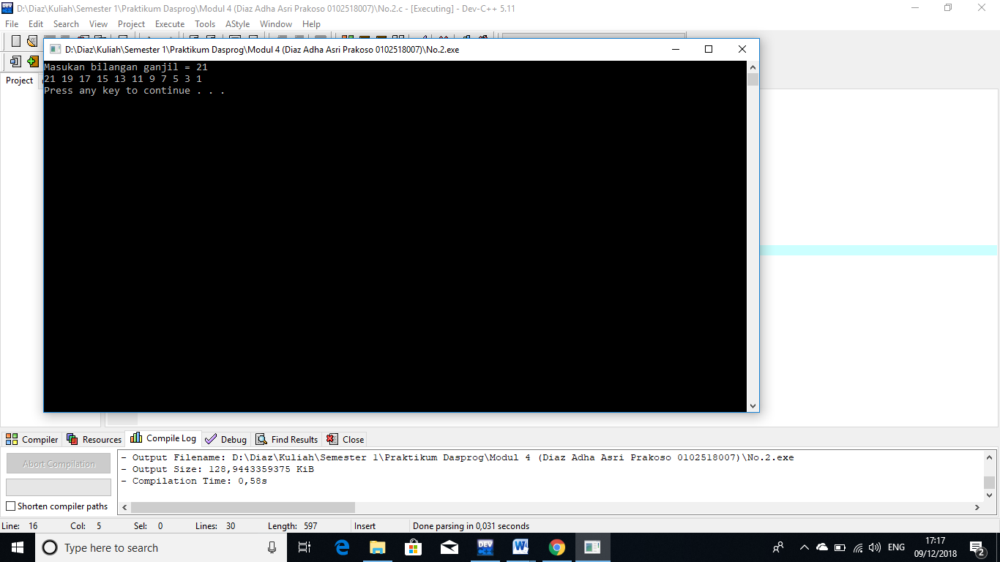 D:\Diaz\Kuliah\Semester 1\Praktikum Dasprog\Modul 4 (Diaz Adha Asri Prakoso 0102518007)\No.2.c - [Executing] - Dev-C++ 5.11
File Edit Search View Project Execute Tools AStyle Window Help
D:\Diaz\Kuliah\Semester 1\Praktikum Dasprog\Modul 4 (Diaz Adha Asri Prakoso 0102518007)\No.2.exe
Masukan bilangan ganjil = 21
21 19 17 15 13 11 9 7 5 3 1
Press any key to continue . . .
Project
Compiler Resources Compile Log Debug Find Results Close
Abort Compilation
Shorten compiler paths
- Output Filename: D:\Diaz\Kuliah\Semester 1\Praktikum Dasprog\Modul 4 (Diaz Adha Asri Prakoso 0102518007)\No.2.exe
- Output Size: 128,9443359375 KiB
- Compilation Time: 0,58s
Line: 16 Col: 5 Sel: 0 Lines: 30 Length: 597 Insert Done parsing in 0,031 seconds
Type here to search
DEV
ENG
17:17
09/12/2018
2